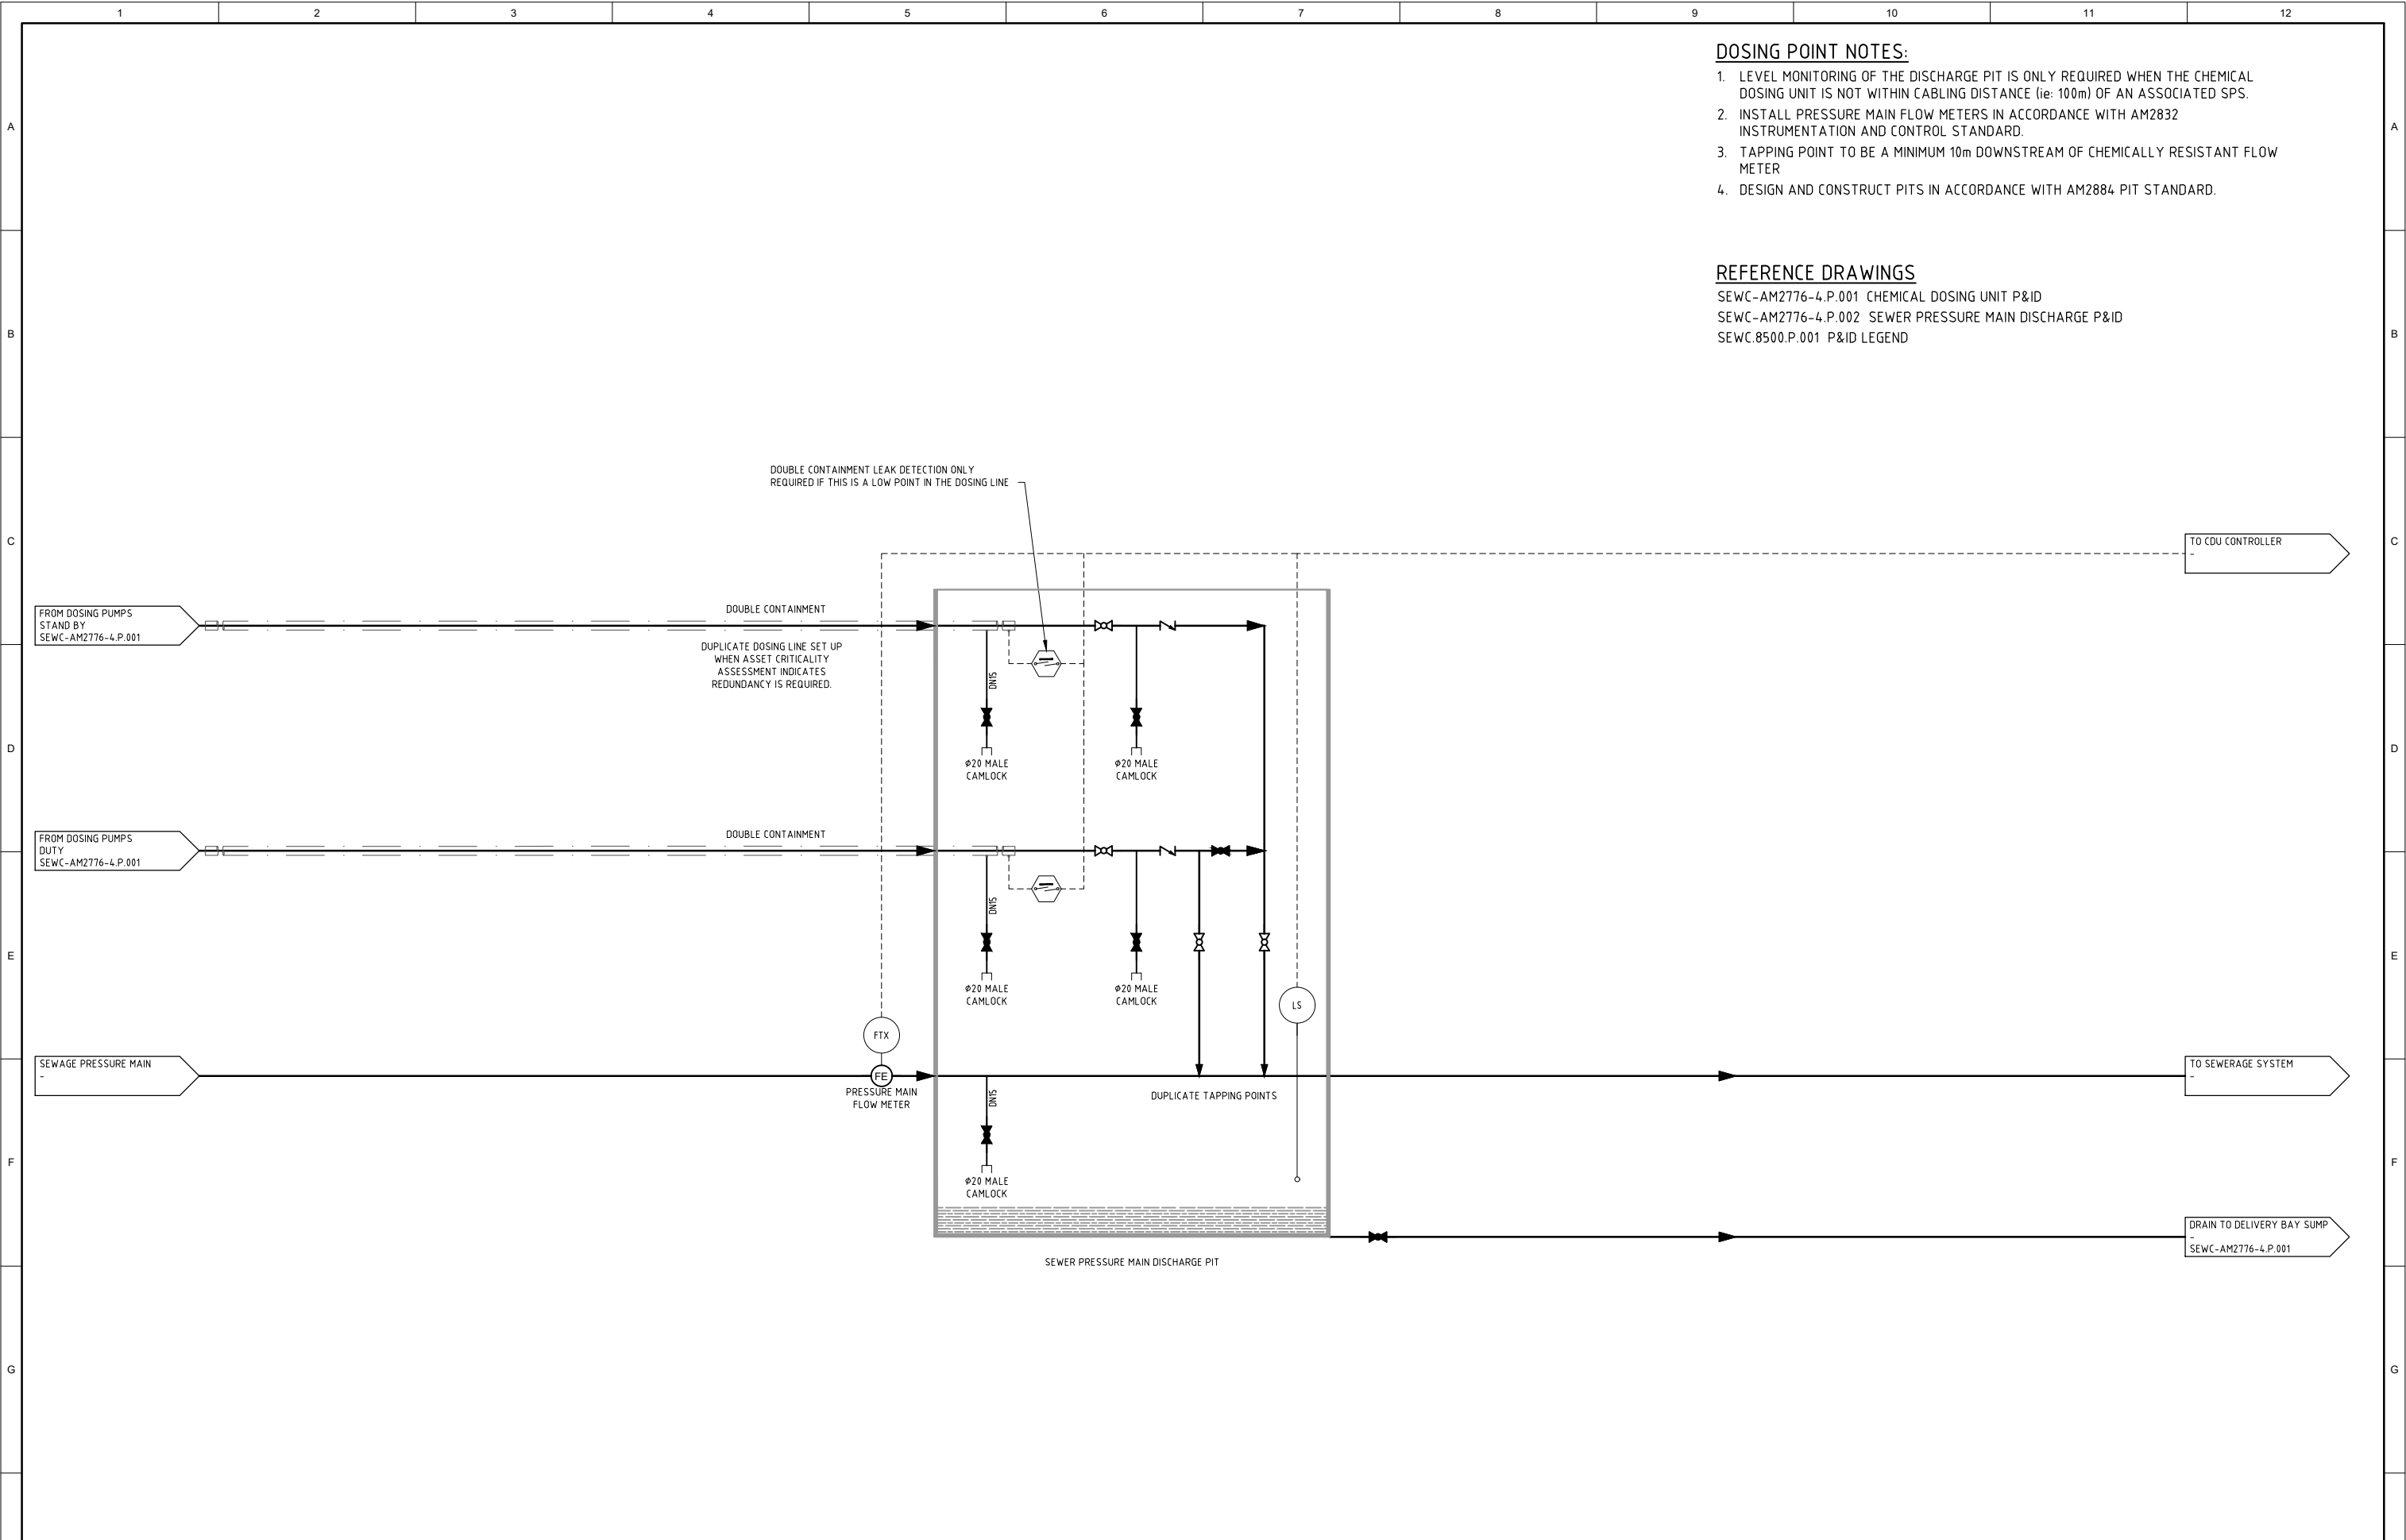 1 2 3 4 5 6 7 8 9 10 11 12
DOSING POINT NOTES:
1. LEVEL MONITORING OF THE DISCHARGE PIT IS ONLY REQUIRED WHEN THE CHEMICAL
DOSING UNIT IS NOT WITHIN CABLING DISTANCE (ie: 100m) OF AN ASSOCIATED SPS.
2. INSTALL PRESSURE MAIN FLOW METERS IN ACCORDANCE WITH AM2832
INSTRUMENTATION AND CONTROL STANDARD.
3. TAPPING POINT TO BE A MINIMUM 10m DOWNSTREAM OF CHEMICALLY RESISTANT FLOW
METER
4. DESIGN AND CONSTRUCT PITS IN ACCORDANCE WITH AM2884 PIT STANDARD.
A A
REFERENCE DRAWINGS
SEWC-AM2776-4.P.001 CHEMICAL DOSING UNIT P&ID
SEWC-AM2776-4.P.002 SEWER PRESSURE MAIN DISCHARGE P&ID
SEWC.8500.P.001 P&ID LEGEND
B B
DOUBLE CONTAINMENT LEAK DETECTION ONLY
REQUIRED IF THIS IS A LOW POINT IN THE DOSING LINE
C C
TO CDU CONTROLLER
-
FROM DOSING PUMPS
STAND BY
SEWC-AM2776-4.P.001
DOUBLE CONTAINMENT
DUPLICATE DOSING LINE SET UP
WHEN ASSET CRITICALITY
ASSESSMENT INDICATES
REDUNDANCY IS REQUIRED.
DN15
D D
Ø20 MALE
CAMLOCK
Ø20 MALE
CAMLOCK
FROM DOSING PUMPS
DUTY
SEWC-AM2776-4.P.001
DOUBLE CONTAINMENT
DN15
E E
Ø20 MALE
CAMLOCK
Ø20 MALE
CAMLOCK
LS
FTX
SEWAGE PRESSURE MAIN
-
FE
PRESSURE MAIN
FLOW METER
DN15
DUPLICATE TAPPING POINTS
TO SEWERAGE SYSTEM
-
F F
Ø20 MALE
CAMLOCK
DRAIN TO DELIVERY BAY SUMP
-
SEWC-AM2776-4.P.001
SEWER PRESSURE MAIN DISCHARGE PIT
G G